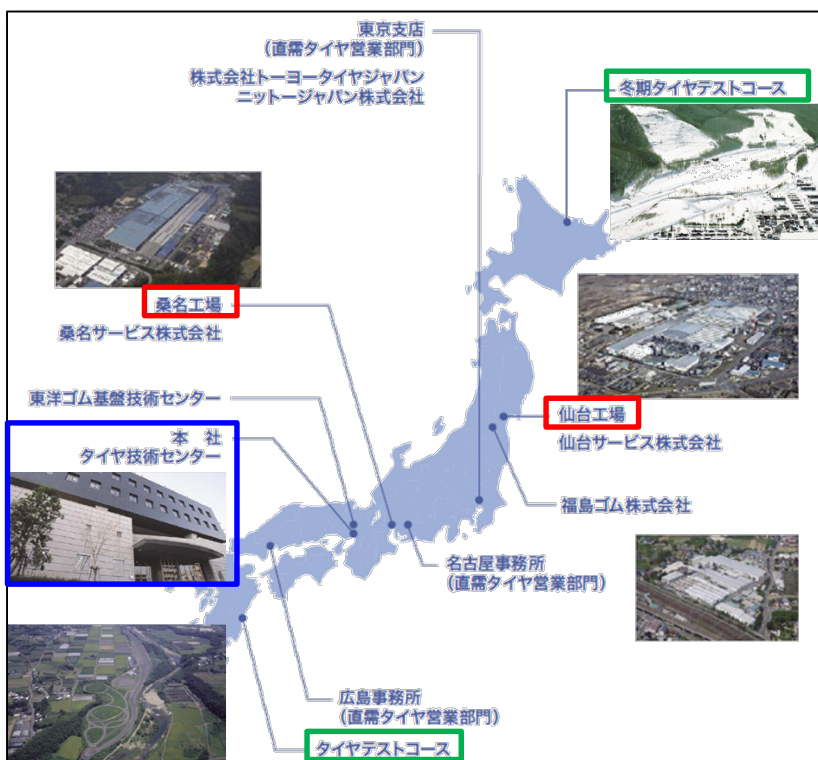 東京支店
(直需タイヤ営業部門)
株式会社トーヨータイヤジャパン
ニットージャパン株式会社
冬期タイヤテストコース
桑名工場
桑名サービス株式会社
東洋ゴム基盤技術センター
本 社
タイヤ技術センター
仙台工場
仙台サービス株式会社
福島ゴム株式会社
名古屋事務所
(直需タイヤ営業部門)
広島事務所
(直需タイヤ営業部門)
タイヤテストコース